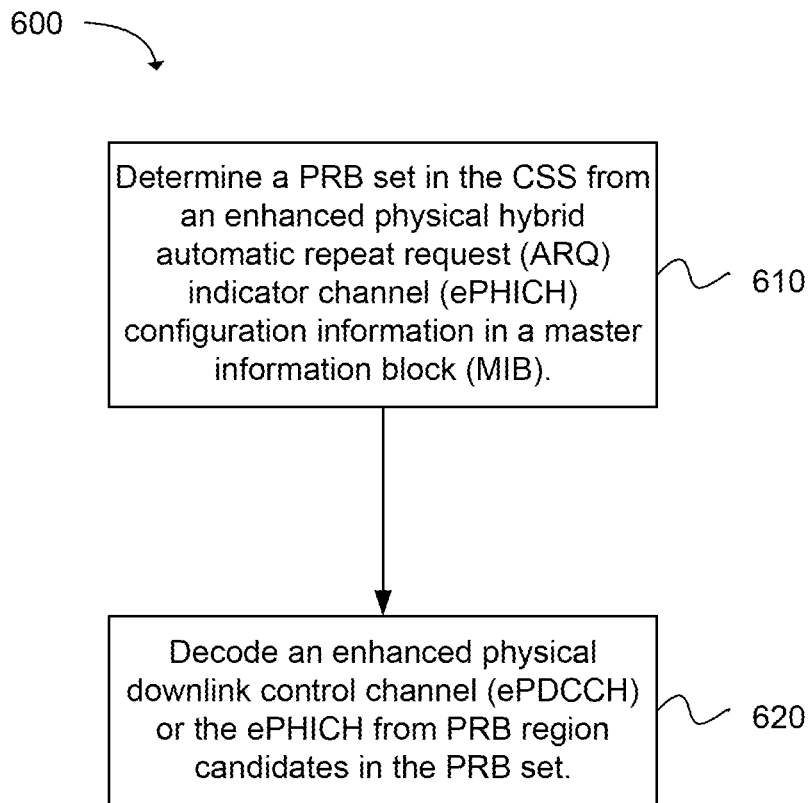 600
Determine a PRB set in the CSS from
an enhanced physical hybrid
automatic repeat request (ARQ)
indicator channel (ePHICH)
configuration information in a master
information block (MIB).
610
Decode an enhanced physical
downlink control channel (ePDCCH)
or the ePHICH from PRB region
candidates in the PRB set.
620